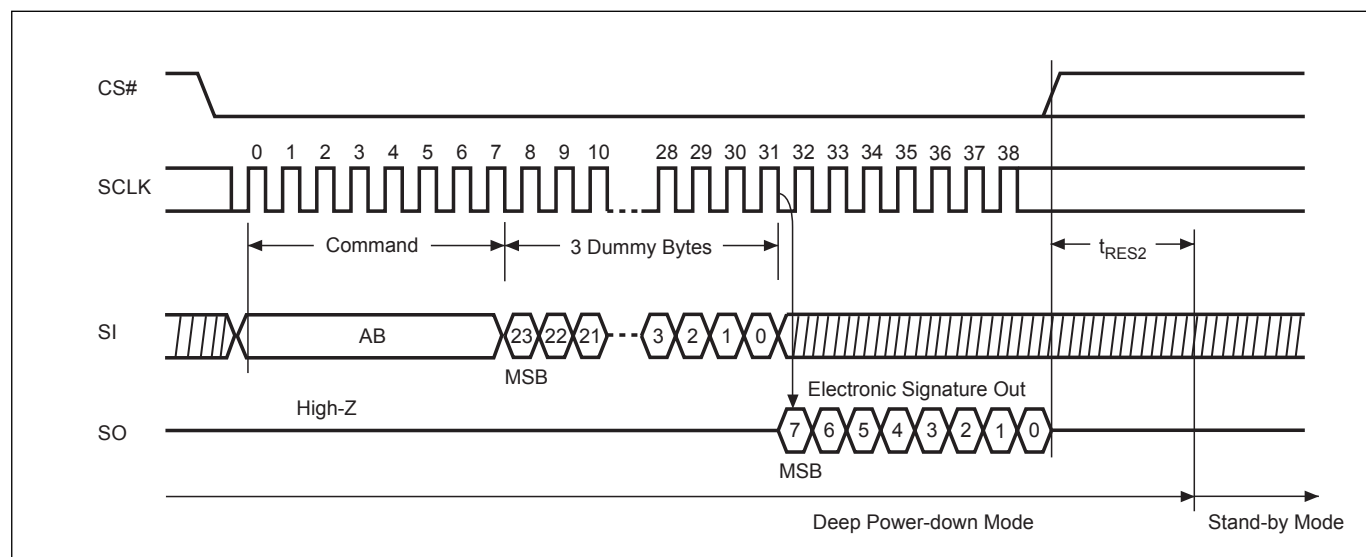 CS#
0 1 2 3 4 5 6 7 8 9 10 28 29 30 31 32 33 34 35 36 37 38
SCLK
Command
3 Dummy Bytes
tRES2
SI
AB
23 22 21 3 2 1 0
MSB
Electronic Signature Out
High-Z
SO
7 6 5 4 3 2 1 0
MSB
Deep Power-down Mode
Stand-by Mode